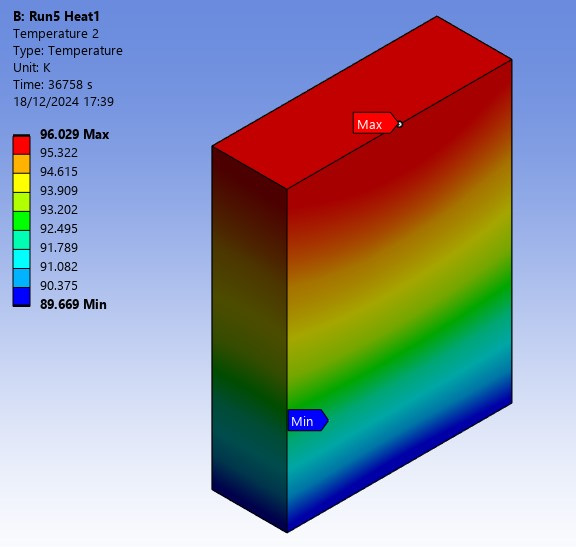 B: Run5 Heat1
Temperature 2
Type: Temperature
Unit: K
Time: 36758 s
18/12/2024 17:39
96.029 Max
95.322
94.615
93.909
93.202
92.495
91.789
91.082
90.375
89.669 Min
Max
Min